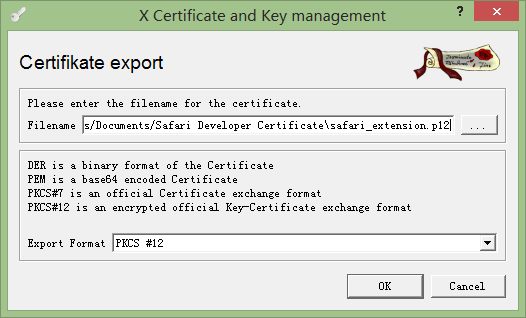 X Certificate and Key management
?
Certifikate export
Please enter the filename for the certificate.
Filename s/Documents/Safari Developer Certificate\safari_extension.p12 ...
DER is a binary format of the Certificate
PEM is a base64 encoded Certificate
PKCS#7 is an official Certificate exchange format
PKCS#12 is an encrypted official Key-Certificate exchange format
Export Format PKCS #12
OK Cancel